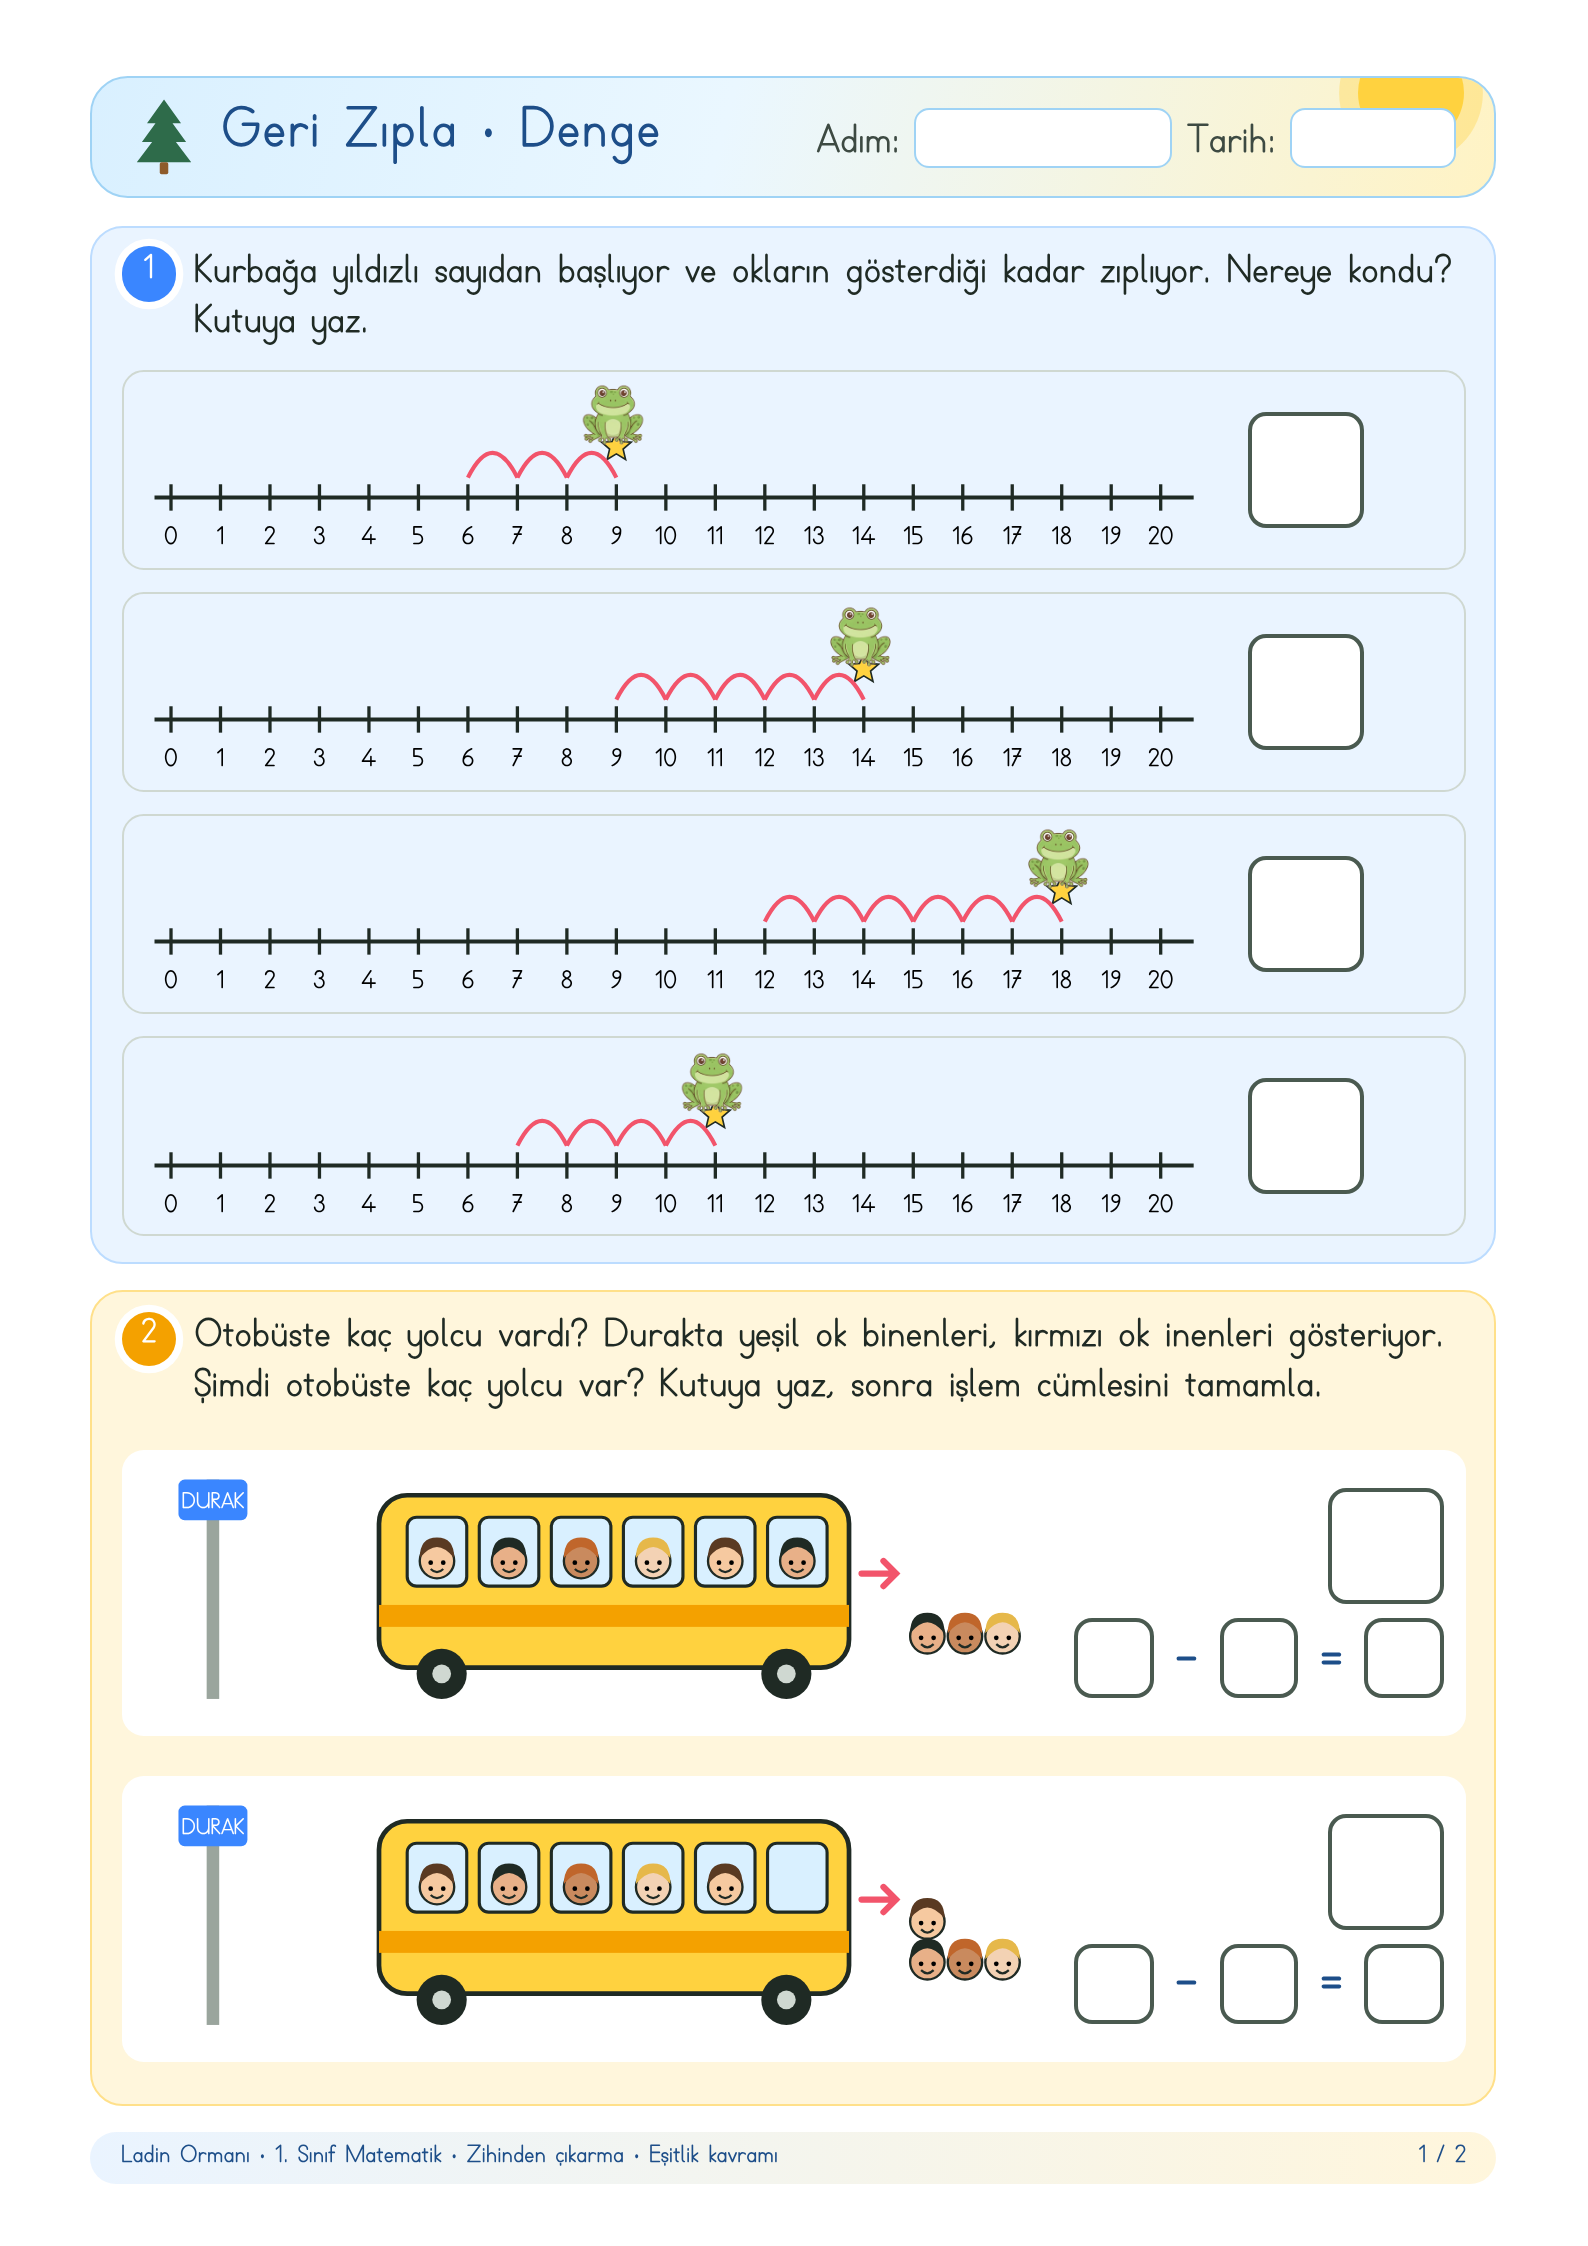 Geri Zıpla • Denge
Adım: Tarih:
1 Kurbağa yıldızlı sayıdan başlıyor ve okların gösterdiği kadar zıplıyor. Nereye kondu?
Kutuya yaz.
0 1 2 3 4 5 6 7 8 9 10 11 12 13 14 15 16 17 18 19 20
0 1 2 3 4 5 6 7 8 9 10 11 12 13 14 15 16 17 18 19 20
0 1 2 3 4 5 6 7 8 9 10 11 12 13 14 15 16 17 18 19 20
0 1 2 3 4 5 6 7 8 9 10 11 12 13 14 15 16 17 18 19 20
2 Otobüste kaç yolcu vardı? Durakta yeşil ok binenleri, kırmızı ok inenleri gösteriyor.
Şimdi otobüste kaç yolcu var? Kutuya yaz, sonra işlem cümlesini tamamla.
DURAK
- =
DURAK
- =
Ladin Ormanı • 1. Sınıf Matematik • Zihinden çıkarma • Eşitlik kavramı 1 / 2